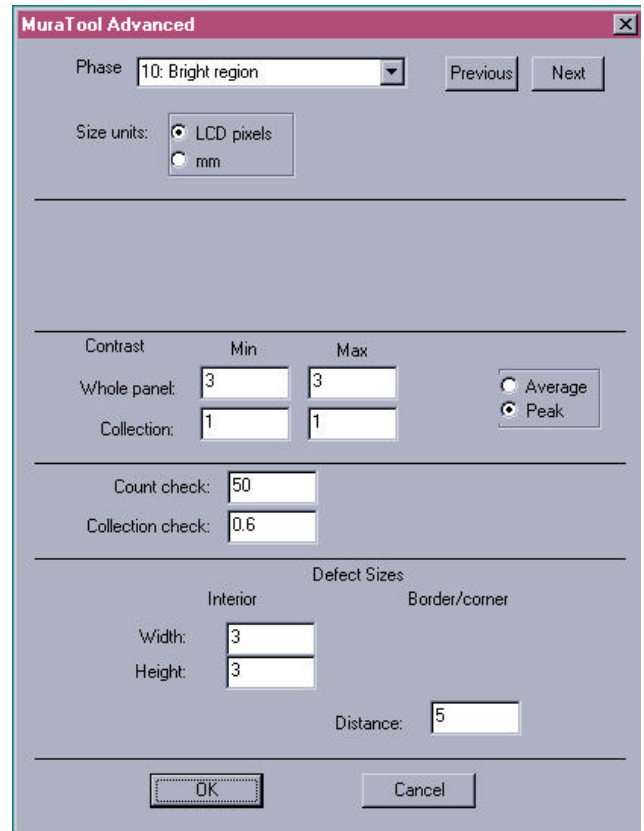 MuraTool Advanced
Phase 10: Bright region Previous Next
Size units: LCD pixels
mm
Contrast Min Max
Whole panel: 3 3 Average
Collection: 1 1 Peak
Count check: 50
Collection check: 0.6
Defect Sizes
Interior Border/corner
Width: 3
Height: 3
Distance: 5
OK Cancel